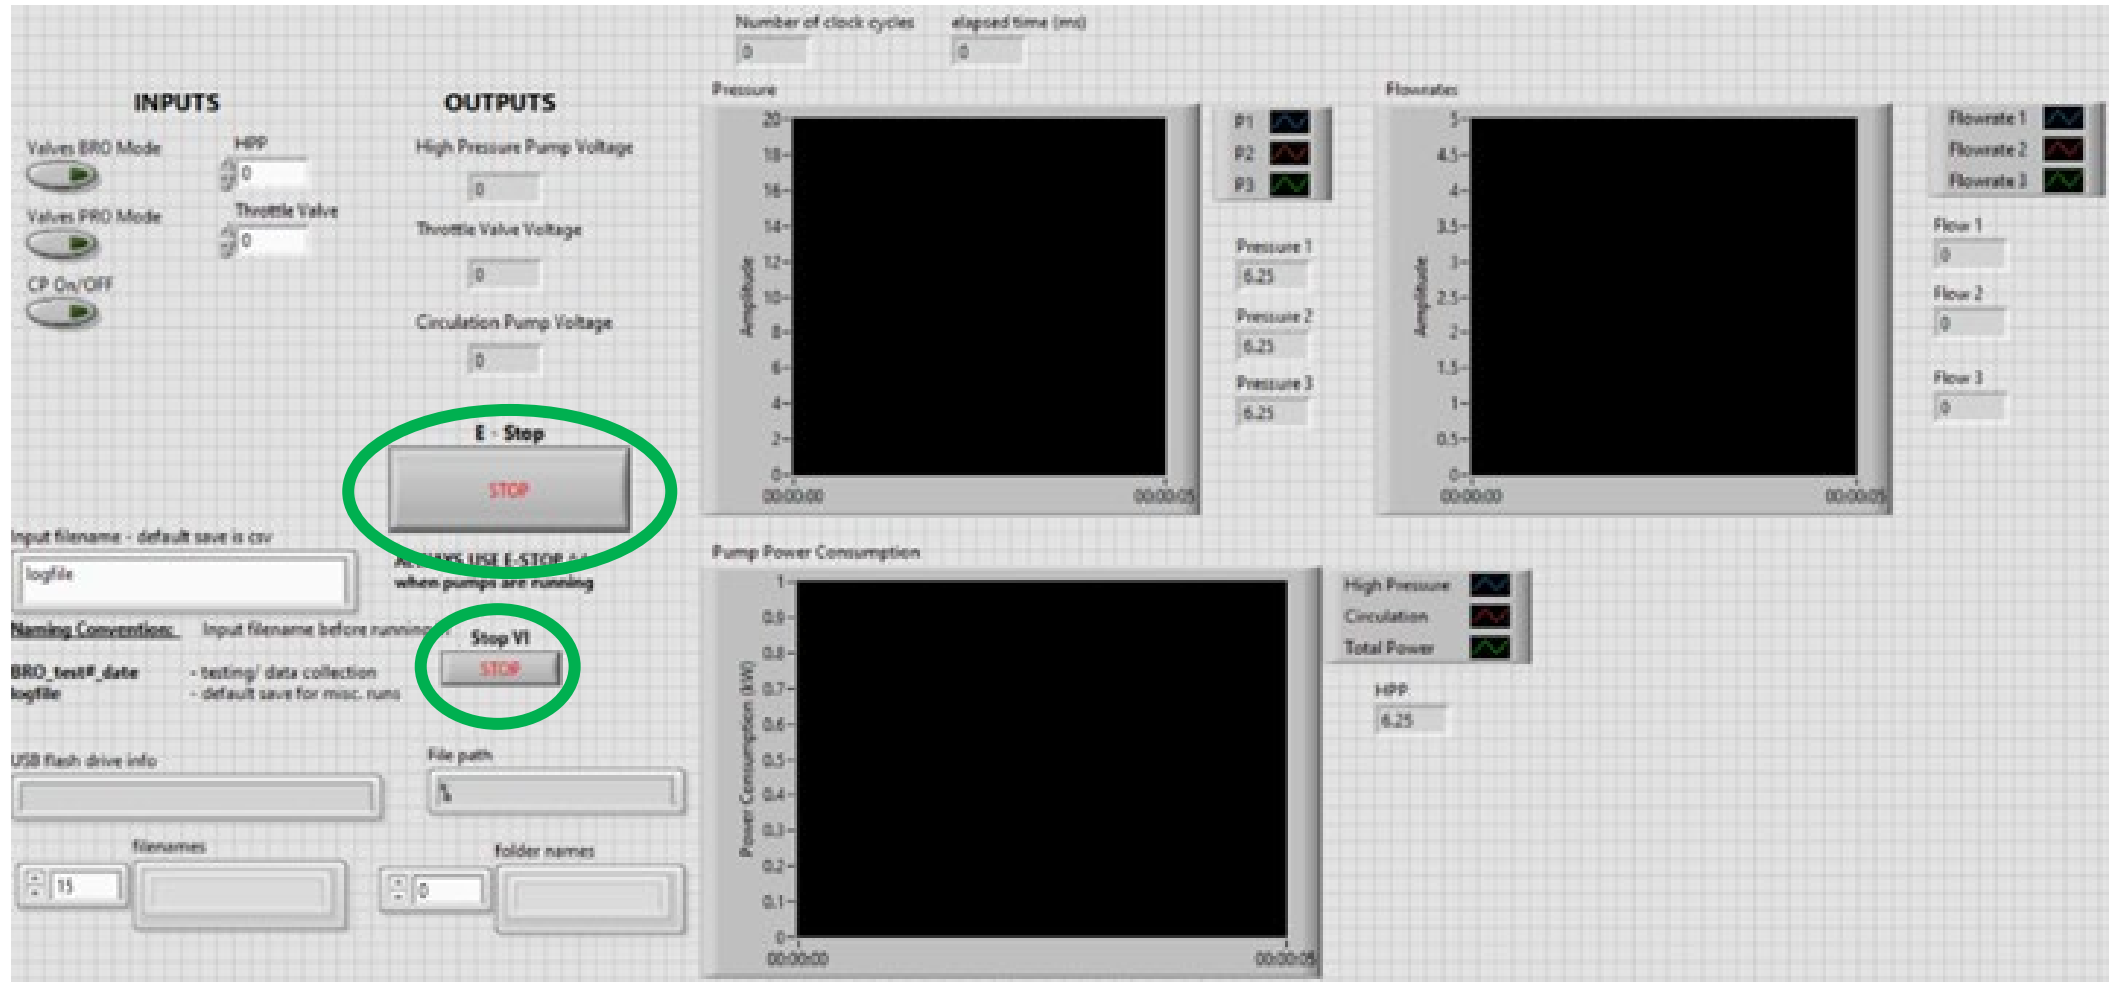 Number of clock cycles
0
elapsed time (ms)
0
INPUTS
Valves BRO Mode
HPP
0
Valves PRO Mode
Throttle Valve
0
CP On/OFF
OUTPUTS
High Pressure Pump Voltage
0
Throttle Valve Voltage
0
Circulation Pump Voltage
0
E - Stop
STOP
ALWAYS USE E-STOP
when pumps are running
Stop VI
STOP
Input filename - default save is csv
logfile
Naming Convention: Input filename before running
BRO_test#_date - testing/ data collection
logfile - default save for misc. runs
USB flash drive info
File path
filenames
15
folder names
0
Pressure
20
18
16
14
12
10
8
6
4
2
0
Amplitude
00:00:00
00:00:05
P1
P2
P3
Pressure 1
6.25
Pressure 2
6.25
Pressure 3
6.25
Flowrates
5
4.5
4
3.5
3
2.5
2
1.5
1
0.5
0
Amplitude
00:00:00
00:00:05
Flowrate 1
Flowrate 2
Flowrate 3
Flow 1
0
Flow 2
0
Flow 3
0
Pump Power Consumption
1
0.9
0.8
0.7
0.6
0.5
0.4
0.3
0.2
0.1
0
Power Consumption (kW)
00:00:00
00:00:05
High Pressure
Circulation
Total Power
HPP
6.25